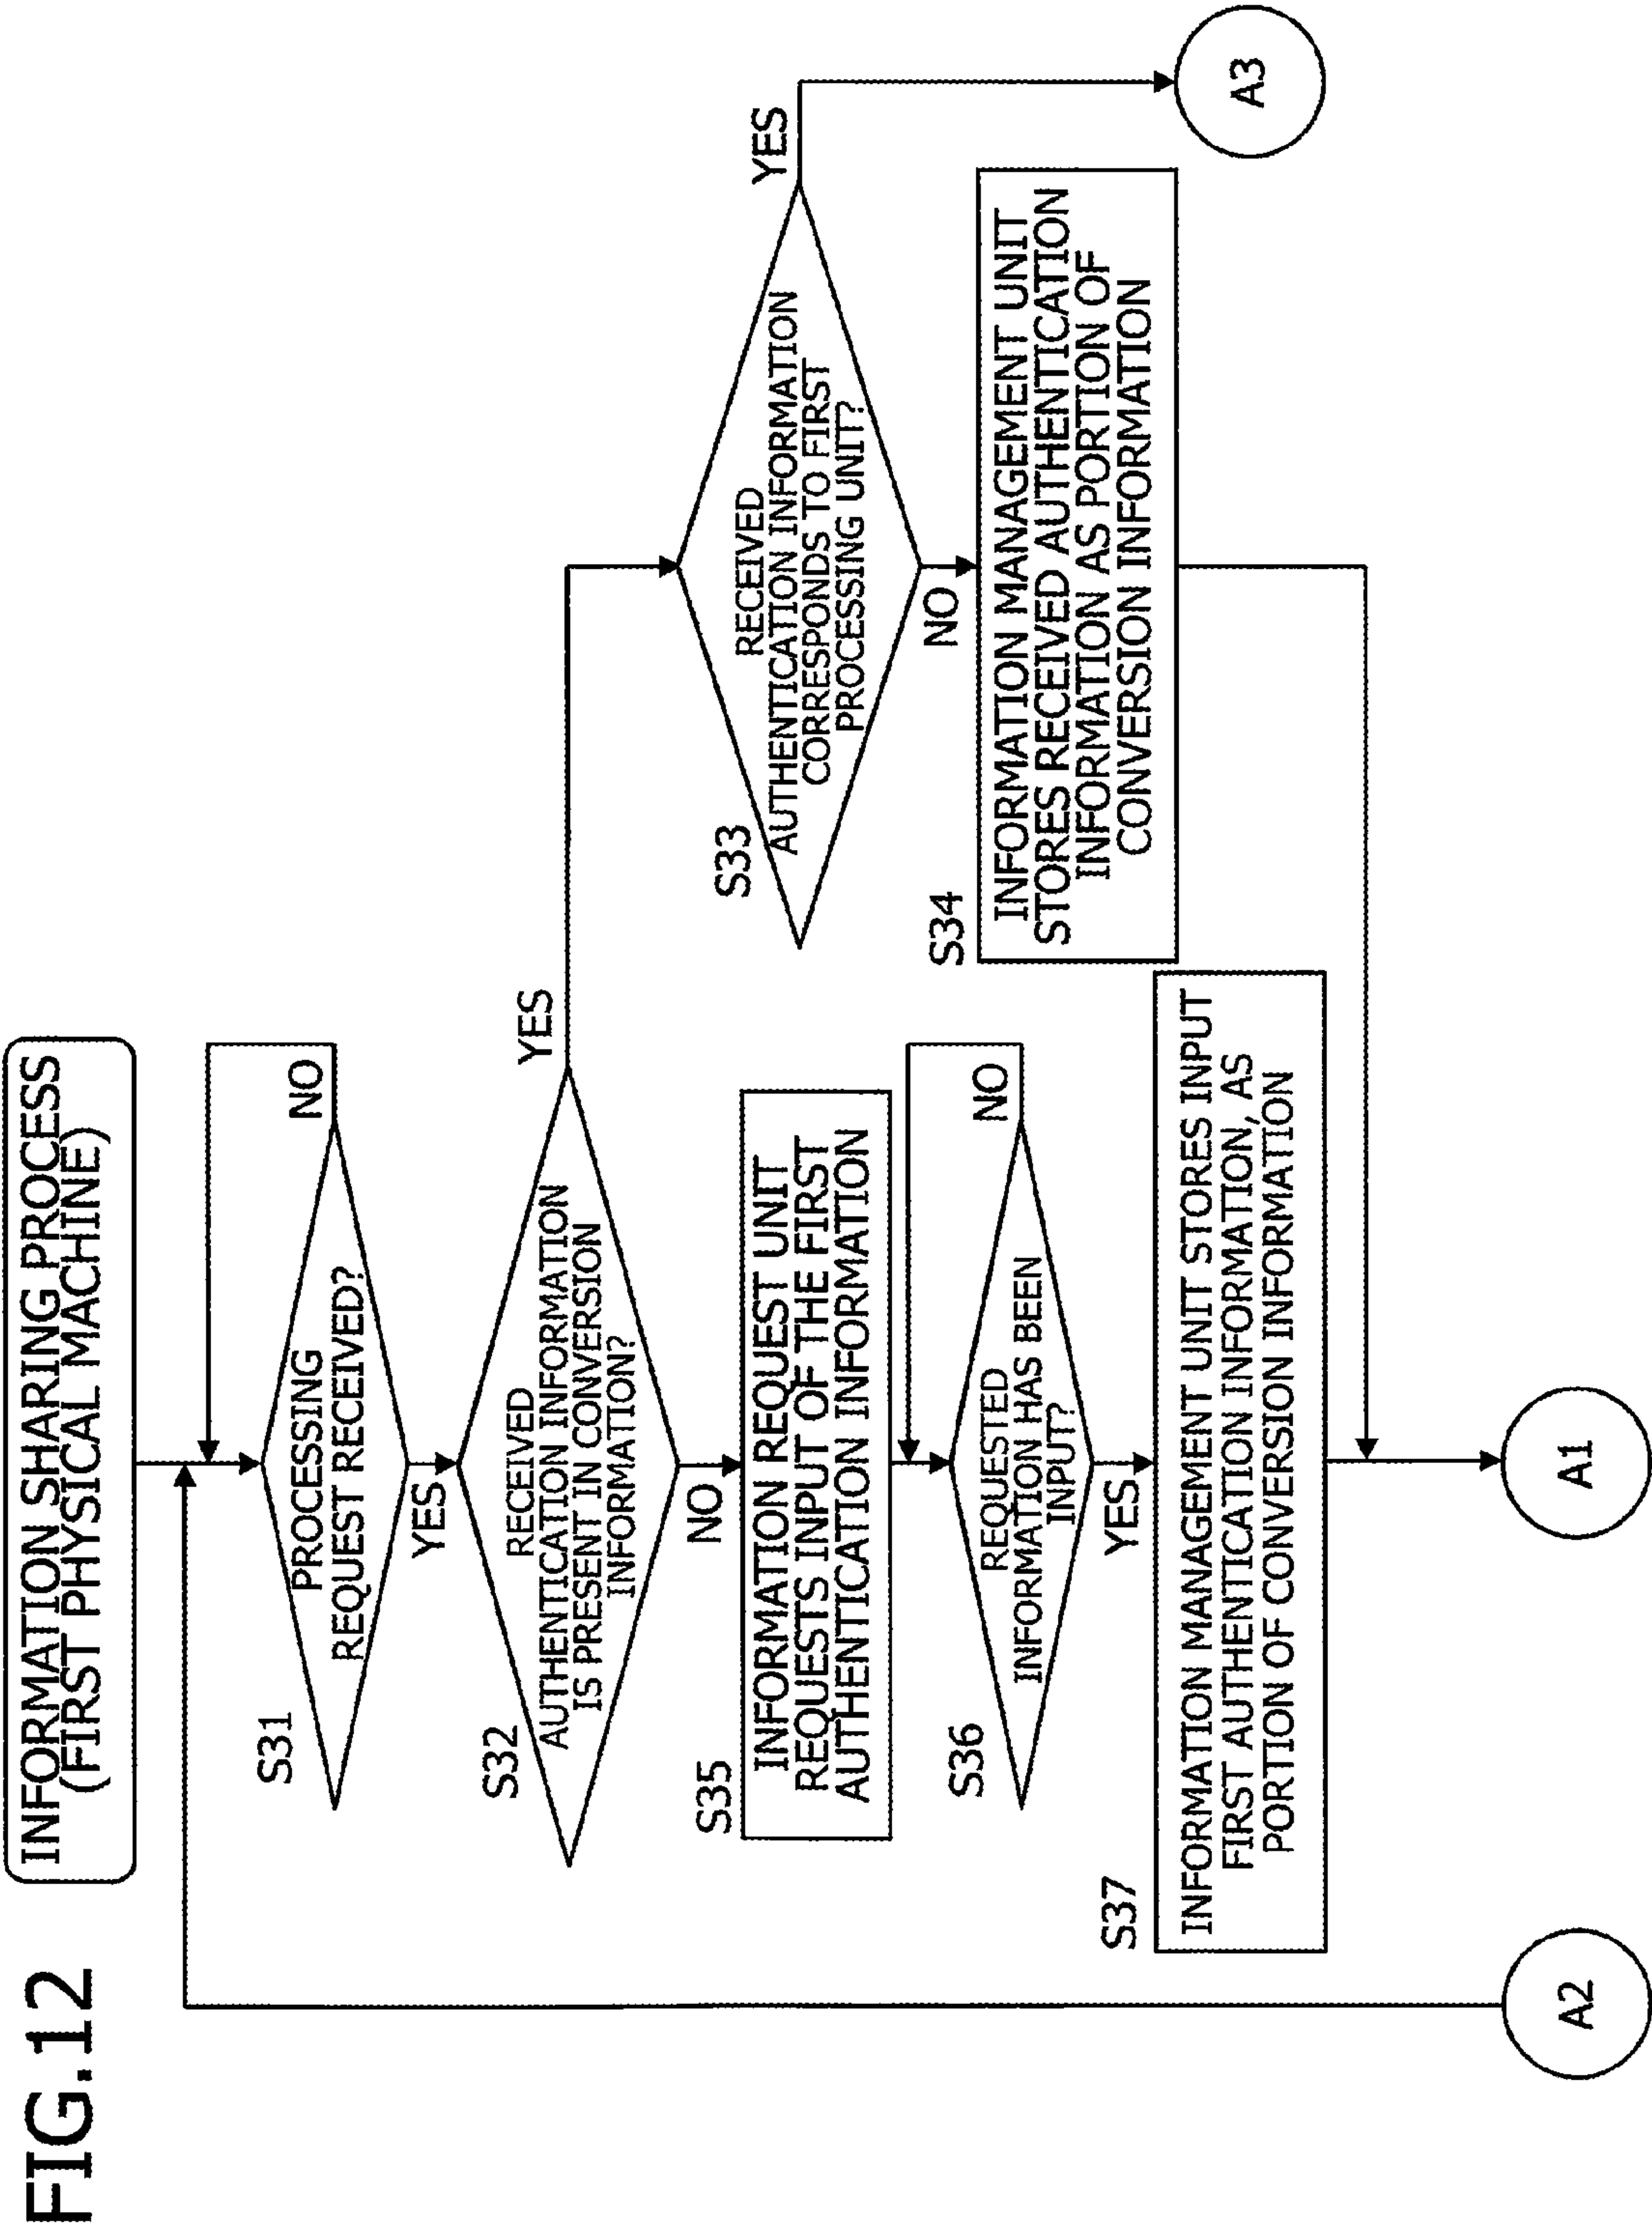 FIG.12
INFORMATION SHARING PROCESS
(FIRST PHYSICAL MACHINE)
S31
PROCESSING
REQUEST RECEIVED?
NO
YES
S32
RECEIVED
AUTHENTICATION INFORMATION
IS PRESENT IN CONVERSION
INFORMATION?
YES
NO
S33
RECEIVED
AUTHENTICATION INFORMATION
CORRESPONDS TO FIRST
PROCESSING UNIT?
YES
NO
S34
INFORMATION MANAGEMENT UNIT
STORES RECEIVED AUTHENTICATION
INFORMATION AS PORTION OF
CONVERSION INFORMATION
S35
INFORMATION REQUEST UNIT
REQUESTS INPUT OF THE FIRST
AUTHENTICATION INFORMATION
S36
REQUESTED
INFORMATION HAS BEEN
INPUT?
NO
YES
S37
INFORMATION MANAGEMENT UNIT STORES INPUT
FIRST AUTHENTICATION INFORMATION, AS
PORTION OF CONVERSION INFORMATION
A2
A1
A3